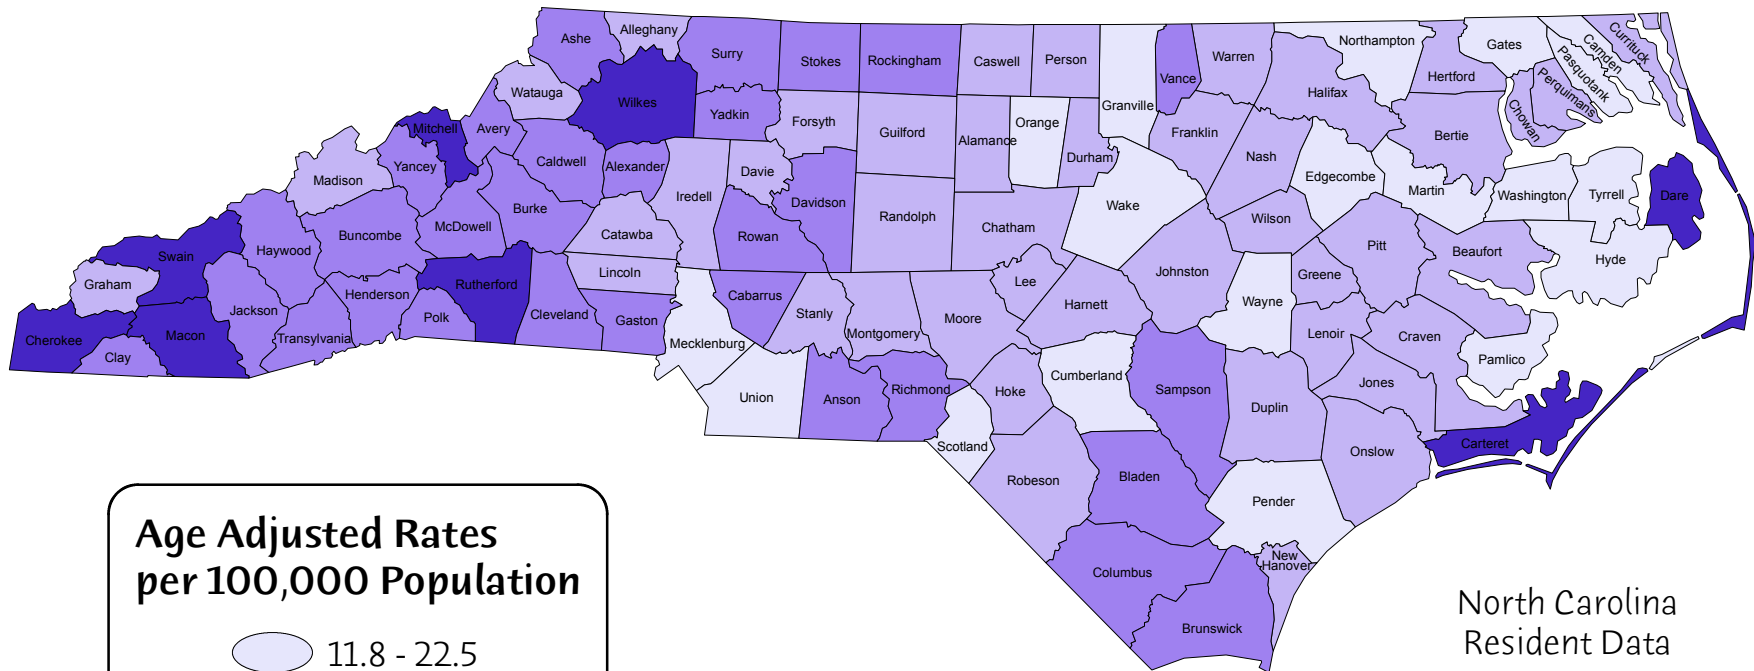 Ashe
Alleghany
Surry
Stokes
Rockingham
Caswell
Person
Granville
Vance
Warren
Northampton
Gates
Camden
Currituck
Pasquotank
Perquimans
Chowan
Hertford
Halifax
Bertie
Watauga
Wilkes
Yadkin
Forsyth
Guilford
Alamance
Orange
Durham
Franklin
Nash
Edgecombe
Martin
Washington
Tyrrell
Dare
Mitchell
Avery
Yancey
Caldwell
Alexander
Iredell
Davie
Davidson
Randolph
Chatham
Wake
Wilson
Pitt
Beaufort
Hyde
Madison
Buncombe
McDowell
Burke
Catawba
Rowan
Lincoln
Swain
Haywood
Graham
Jackson
Henderson
Polk
Rutherford
Cleveland
Gaston
Cabarrus
Stanly
Montgomery
Moore
Lee
Harnett
Johnston
Wayne
Greene
Lenoir
Craven
Pamlico
Cherokee
Clay
Macon
Transylvania
Mecklenburg
Union
Anson
Richmond
Hoke
Cumberland
Sampson
Duplin
Jones
Scotland
Robeson
Bladen
Onslow
Carteret
Pender
New
Hanover
Columbus
Brunswick
Age Adjusted Rates
per 100,000 Population
11.8 - 22.5
North Carolina
Resident Data